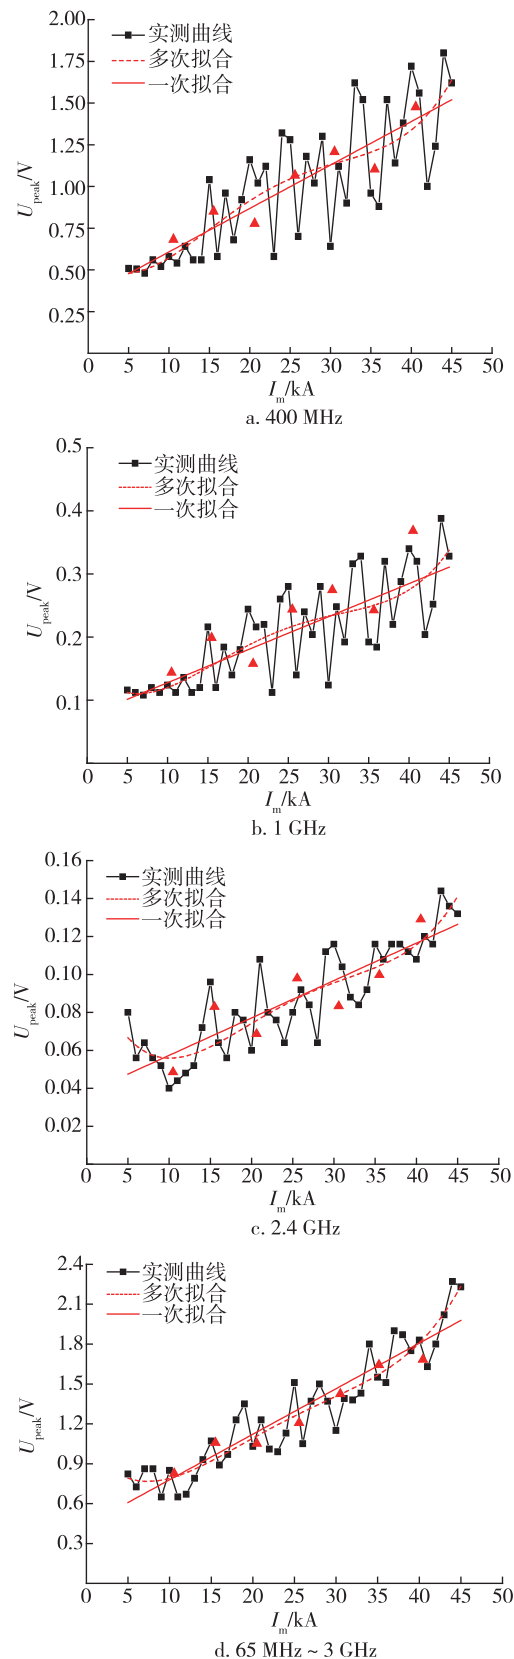 2.00
1.75
1.50
1.25
1.00
0.75
0.50
0.25
U_peak/V
实测曲线
多次拟合
一次拟合
0 5 10 15 20 25 30 35 40 45 50
I_m/kA
a. 400 MHz
0.5
0.4
0.3
0.2
0.1
U_peak/V
实测曲线
多次拟合
一次拟合
0 5 10 15 20 25 30 35 40 45 50
I_m/kA
b. 1 GHz
0.16
0.14
0.12
0.10
0.08
0.06
0.04
0.02
U_peak/V
实测曲线
多次拟合
一次拟合
0 5 10 15 20 25 30 35 40 45 50
I_m/kA
c. 2.4 GHz
2.4
2.1
1.8
1.5
1.2
0.9
0.6
0.3
U_peak/V
实测曲线
多次拟合
一次拟合
0 5 10 15 20 25 30 35 40 45 50
I_m/kA
d. 65 MHz ~ 3 GHz